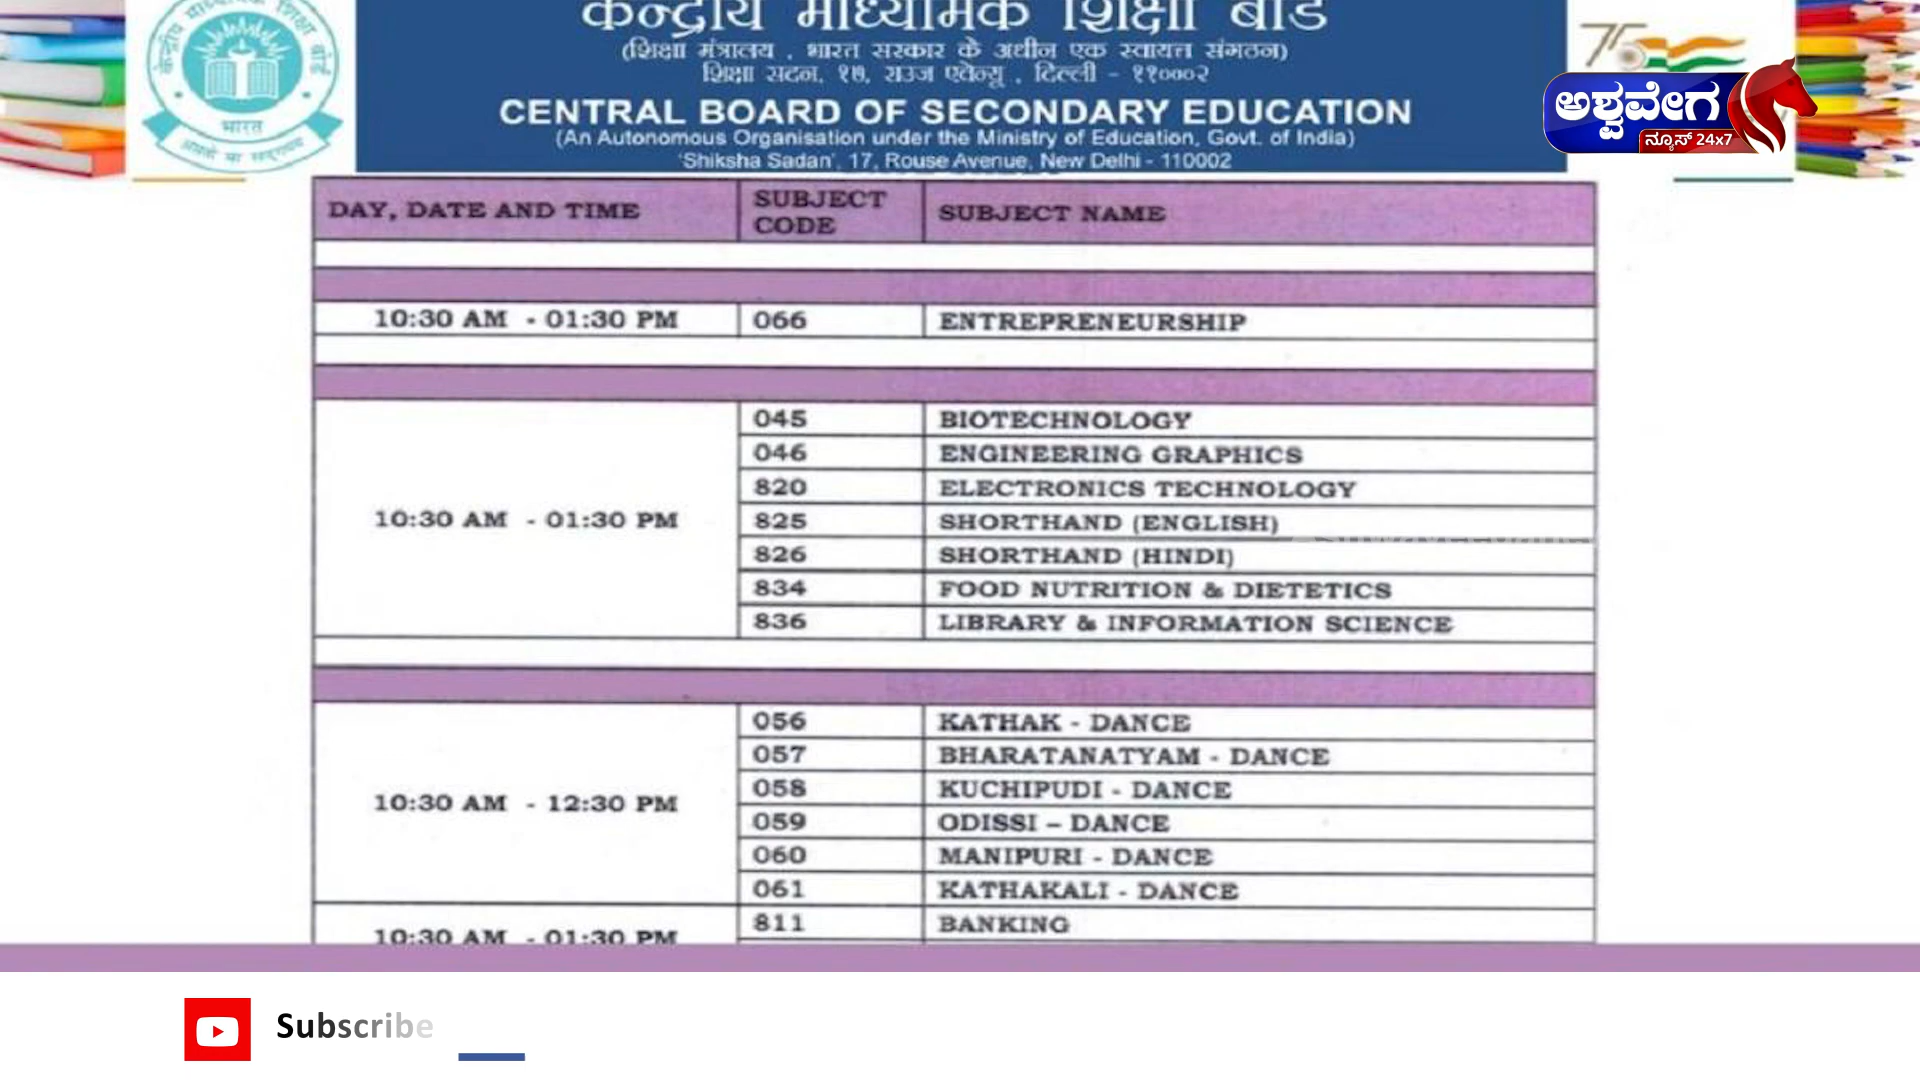 केन्द्रीय माध्यमिक शिक्षा बोर्ड
(शिक्षा मंत्रालय , भारत सरकार के अधीन एक स्वायत्त संगठन)
शिक्षा सदन, १७, राउज एवेन्यू , दिल्ली - ११०००२
CENTRAL BOARD OF SECONDARY EDUCATION
(An Autonomous Organisation under the Ministry of Education, Govt. of India)
'Shiksha Sadan', 17, Rouse Avenue, New Delhi - 110002
भारत
ಅಶ್ವವೇಗ
ನ್ಯೂಸ್ 24x7
DAY, DATE AND TIME SUBJECT CODE SUBJECT NAME
10:30 AM - 01:30 PM 066 ENTREPRENEURSHIP
045 BIOTECHNOLOGY
046 ENGINEERING GRAPHICS
820 ELECTRONICS TECHNOLOGY
10:30 AM - 01:30 PM 825 SHORTHAND (ENGLISH)
826 SHORTHAND (HINDI)
834 FOOD NUTRITION & DIETETICS
836 LIBRARY & INFORMATION SCIENCE
056 KATHAK - DANCE
057 BHARATANATYAM - DANCE
058 KUCHIPUDI - DANCE
10:30 AM - 12:30 PM 059 ODISSI – DANCE
060 MANIPURI - DANCE
061 KATHAKALI - DANCE
10:30 AM - 01:30 PM 811 BANKING
Subscribe